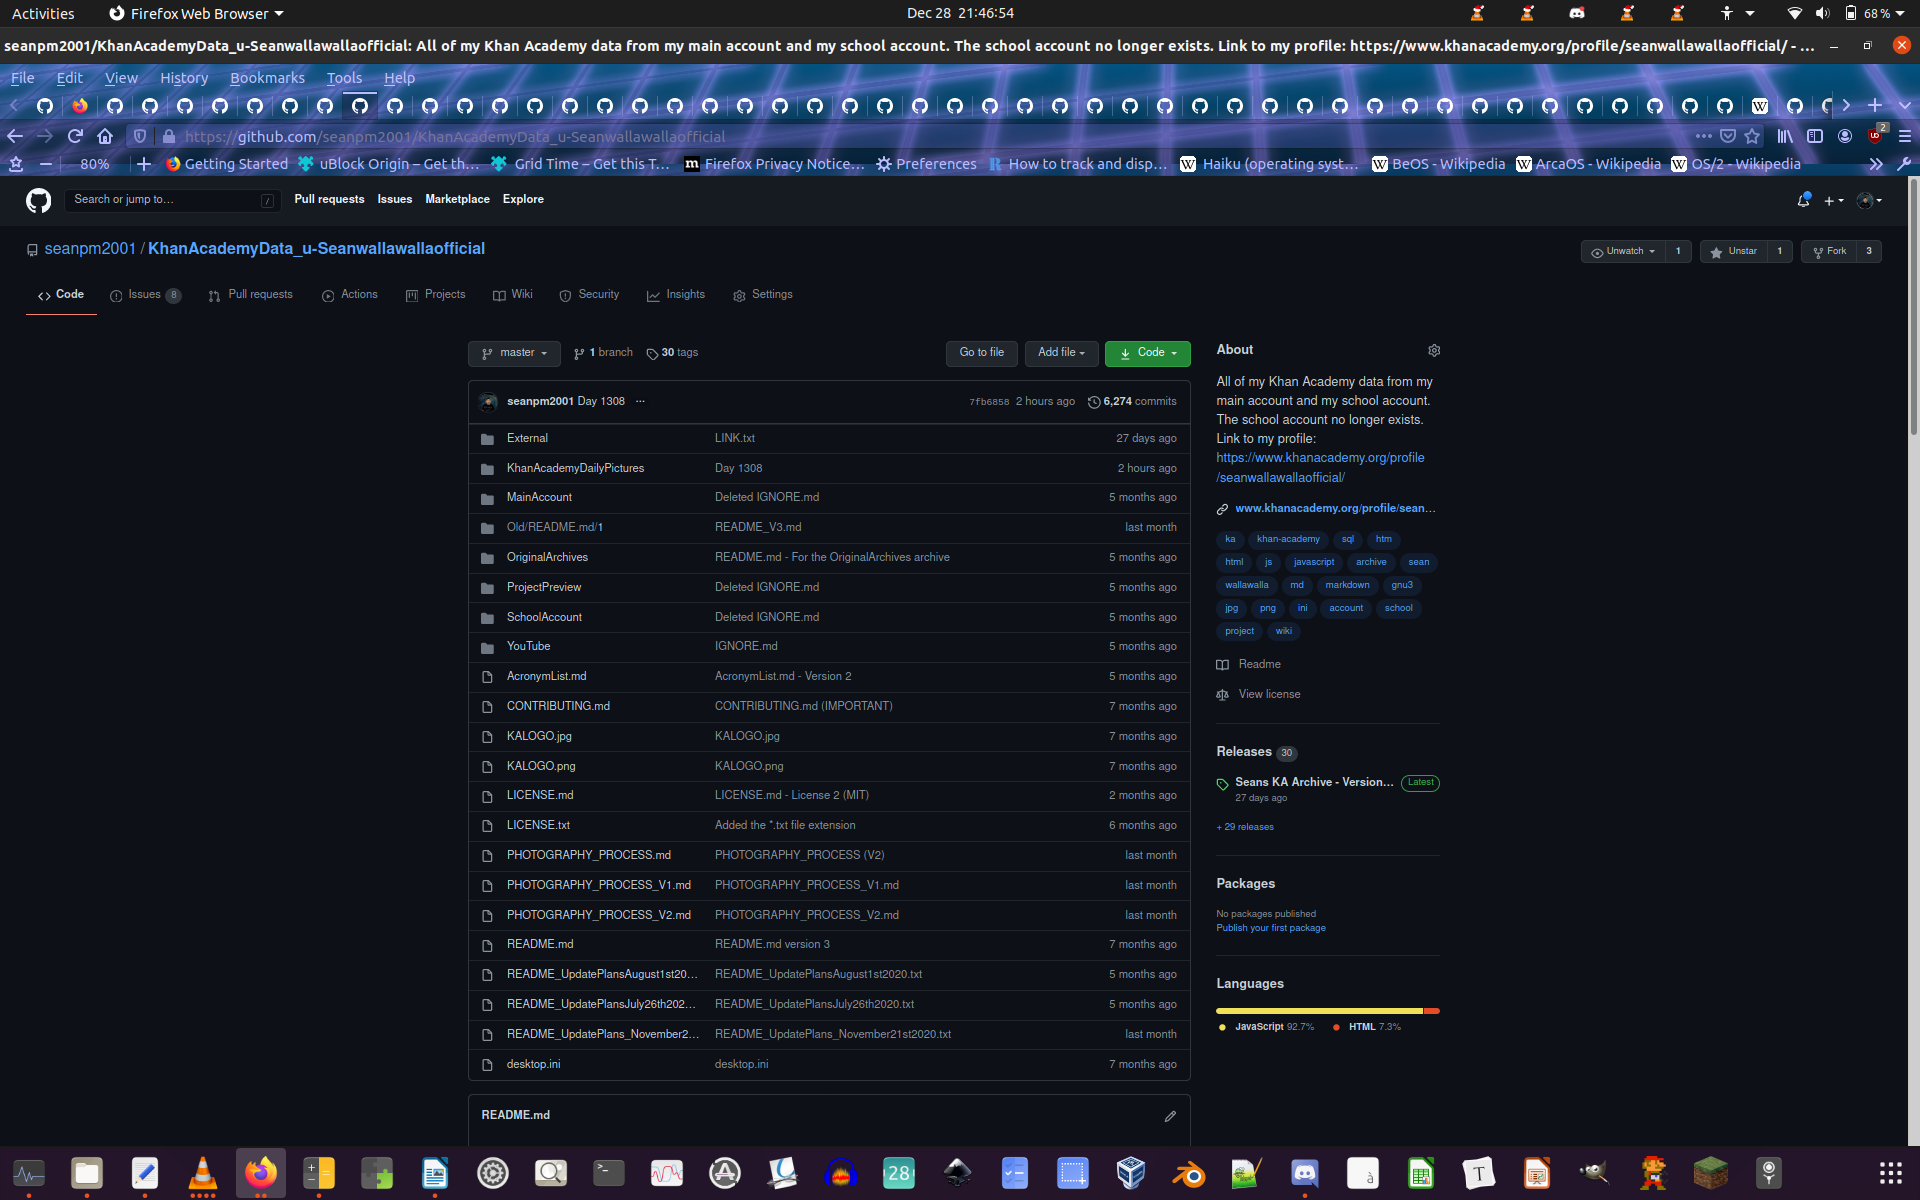 Activities Firefox Web Browser Dec 28 21:46:54 68 %
seanpm2001/KhanAcademyData_u-Seanwallawallaofficial: All of my Khan Academy data from my main account and my school account. The school account no longer exists. Link to my profile: https://www.khanacademy.org/profile/seanwallawallaofficial/ - ...
File Edit View History Bookmarks Tools Help
https://github.com/seanpm2001/KhanAcademyData_u-Seanwallawallaofficial 2
80% Getting Started uBlock Origin – Get th… Grid Time – Get this T… Firefox Privacy Notice… Preferences How to track and disp… Haiku (operating syst… BeOS - Wikipedia ArcaOS - Wikipedia OS/2 - Wikipedia
Search or jump to… / Pull requests Issues Marketplace Explore
seanpm2001 / KhanAcademyData_u-Seanwallawallaofficial Unwatch 1 Unstar 1 Fork 3
Code Issues 8 Pull requests Actions Projects Wiki Security Insights Settings
master 1 branch 30 tags Go to file Add file Code
seanpm2001 Day 1308 ... 7fb6858 2 hours ago 6,274 commits
External LINK.txt 27 days ago
KhanAcademyDailyPictures Day 1308 2 hours ago
MainAccount Deleted IGNORE.md 5 months ago
Old/README.md/1 README_V3.md last month
OriginalArchives README.md - For the OriginalArchives archive 5 months ago
ProjectPreview Deleted IGNORE.md 5 months ago
SchoolAccount Deleted IGNORE.md 5 months ago
YouTube IGNORE.md 5 months ago
AcronymList.md AcronymList.md - Version 2 5 months ago
CONTRIBUTING.md CONTRIBUTING.md (IMPORTANT) 7 months ago
KALOGO.jpg KALOGO.jpg 7 months ago
KALOGO.png KALOGO.png 7 months ago
LICENSE.md LICENSE.md - License 2 (MIT) 2 months ago
LICENSE.txt Added the *.txt file extension 6 months ago
PHOTOGRAPHY_PROCESS.md PHOTOGRAPHY_PROCESS (V2) last month
PHOTOGRAPHY_PROCESS_V1.md PHOTOGRAPHY_PROCESS_V1.md last month
PHOTOGRAPHY_PROCESS_V2.md PHOTOGRAPHY_PROCESS_V2.md last month
README.md README.md version 3 7 months ago
README_UpdatePlansAugust1st20… README_UpdatePlansAugust1st2020.txt 5 months ago
README_UpdatePlansJuly26th202… README_UpdatePlansJuly26th2020.txt 5 months ago
README_UpdatePlans_November2… README_UpdatePlans_November21st2020.txt last month
desktop.ini desktop.ini 7 months ago
README.md
About
All of my Khan Academy data from my
main account and my school account.
The school account no longer exists.
Link to my profile:
https://www.khanacademy.org/profile
/seanwallawallaofficial/
www.khanacademy.org/profile/sean…
ka khan-academy sql htm
html js javascript archive sean
wallawalla md markdown gnu3
jpg png ini account school
project wiki
Readme
View license
Releases 30
Seans KA Archive - Version… Latest
27 days ago
+ 29 releases
Packages
No packages published
Publish your first package
Languages
JavaScript 92.7% HTML 7.3%
28